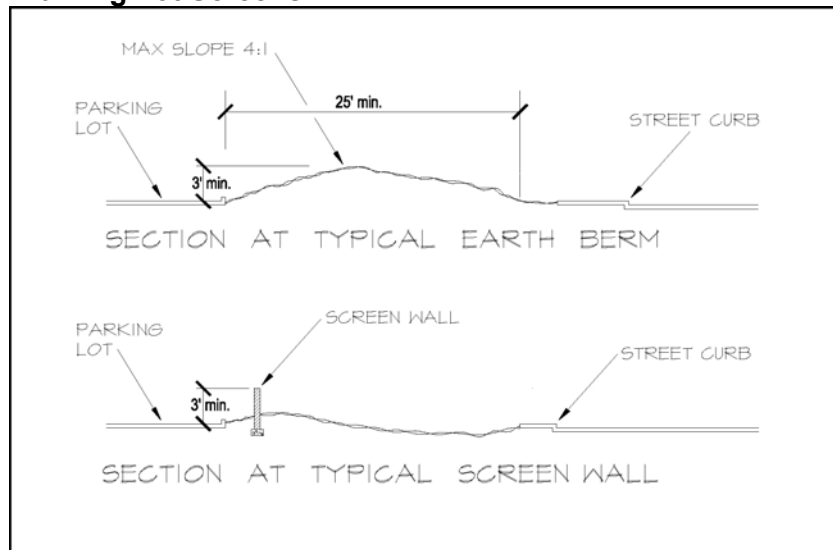 MAX SLOPE 4:1
25' min.
PARKING
LOT
STREET CURB
3' min.
SECTION AT TYPICAL EARTH BERM
SCREEN WALL
PARKING
LOT
STREET CURB
3' min.
SECTION AT TYPICAL SCREEN WALL